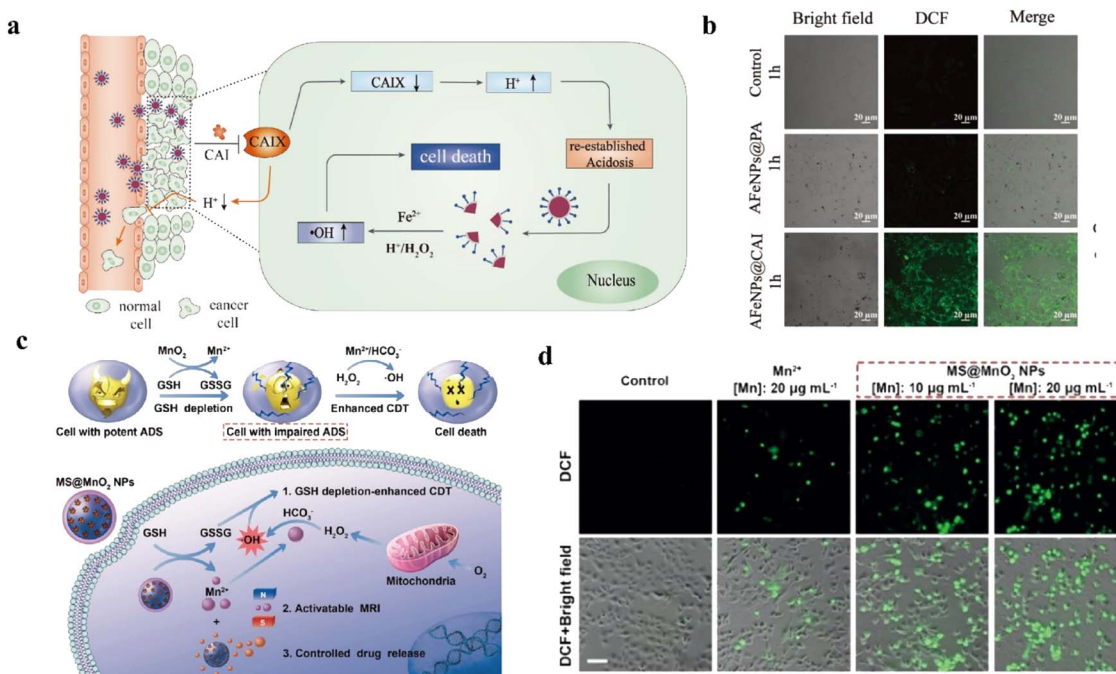 a
CAI
CAIX
H⁺ ↓
normal
cell
cancer
cell
CAIX ↓
H⁺ ↑
re-established
Acidosis
cell death
•OH ↑
Fe²⁺
H⁺/H₂O₂
Nucleus
b
Bright field DCF Merge
Control
1h
20 µm 20 µm 20 µm
AFeNPs@PA
1h
20 µm 20 µm 20 µm
AFeNPs@CAI
1h
20 µm 20 µm 20 µm
c
MnO₂ Mn²⁺
GSH GSSG
GSH depletion
Mn²⁺/HCO₃⁻
H₂O₂ ·OH
Enhanced CDT
Cell with potent ADS
Cell with impaired ADS
Cell death
MS@MnO₂ NPs
1. GSH depletion-enhanced CDT
GSH GSSG OH HCO₃⁻ H₂O₂
Mitochondria
O₂
Mn²⁺
+
N
S
2. Activatable MRI
3. Controlled drug release
d
Control
Mn²⁺
[Mn]: 20 µg mL⁻¹
MS@MnO₂ NPs
[Mn]: 10 µg mL⁻¹ [Mn]: 20 µg mL⁻¹
DCF
DCF+Bright field